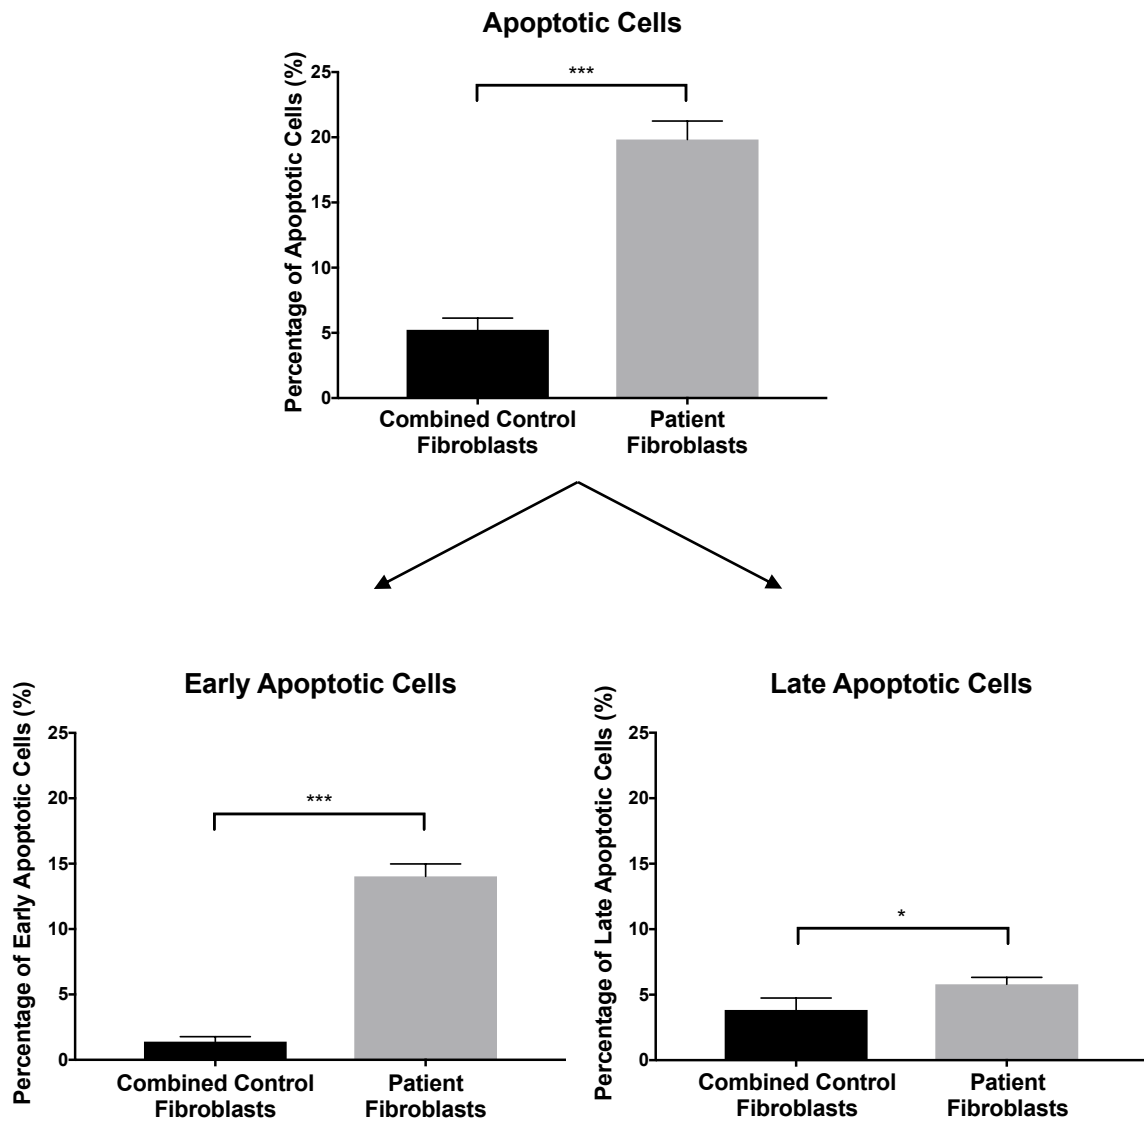 Apoptotic Cells
Percentage of Apoptotic Cells (%)
25
20
15
10
5
0
***
Combined Control
Fibroblasts
Patient
Fibroblasts
Early Apoptotic Cells
Percentage of Early Apoptotic Cells (%)
25
20
15
10
5
0
***
Combined Control
Fibroblasts
Patient
Fibroblasts
Late Apoptotic Cells
Percentage of Late Apoptotic Cells (%)
25
20
15
10
5
0
*
Combined Control
Fibroblasts
Patient
Fibroblasts